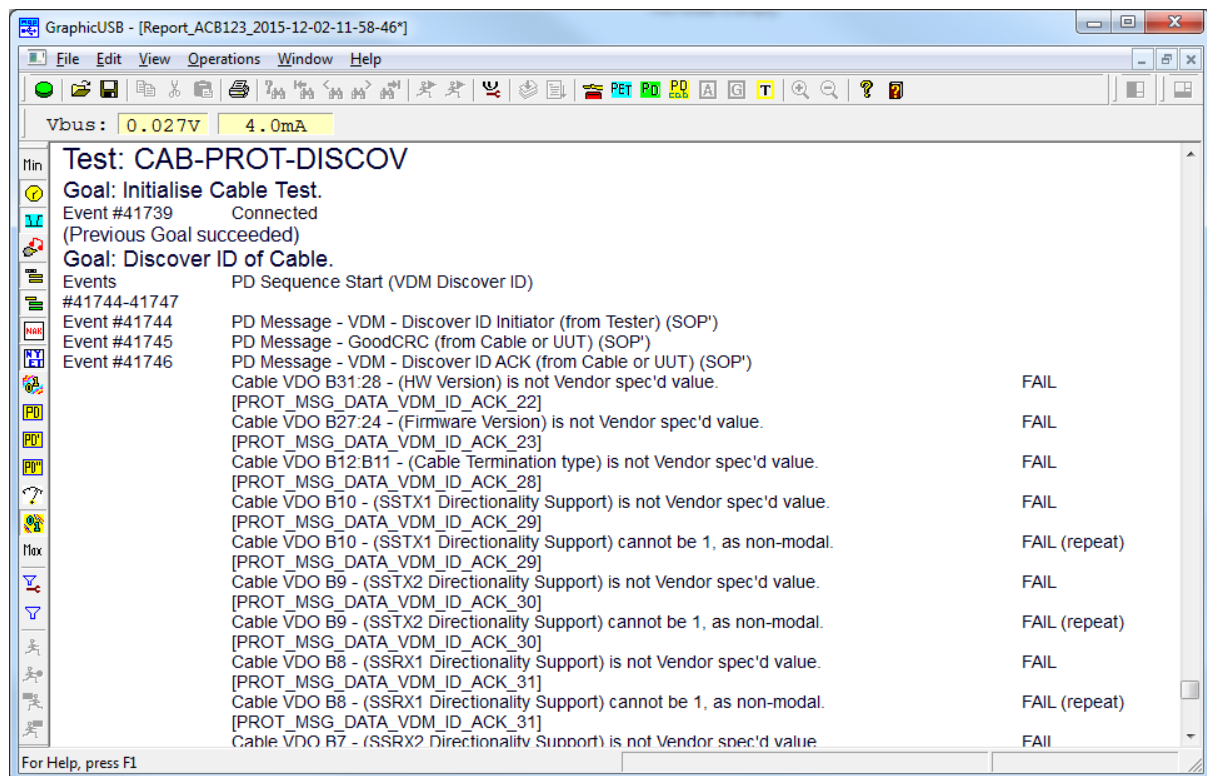 GraphicUSB - [Report_ACB123_2015-12-02-11-58-46*]
File Edit View Operations Window Help
PET PD PD A G T ? ?
Vbus: 0.027V 4.0mA
Min
NAK
NYET
PD
PD'
PD"
Max
Test: CAB-PROT-DISCOV
Goal: Initialise Cable Test.
Event #41739 Connected
(Previous Goal succeeded)
Goal: Discover ID of Cable.
Events PD Sequence Start (VDM Discover ID)
#41744-41747
Event #41744 PD Message - VDM - Discover ID Initiator (from Tester) (SOP')
Event #41745 PD Message - GoodCRC (from Cable or UUT) (SOP')
Event #41746 PD Message - VDM - Discover ID ACK (from Cable or UUT) (SOP')
Cable VDO B31:28 - (HW Version) is not Vendor spec'd value. FAIL
[PROT_MSG_DATA_VDM_ID_ACK_22]
Cable VDO B27:24 - (Firmware Version) is not Vendor spec'd value. FAIL
[PROT_MSG_DATA_VDM_ID_ACK_23]
Cable VDO B12:B11 - (Cable Termination type) is not Vendor spec'd value. FAIL
[PROT_MSG_DATA_VDM_ID_ACK_28]
Cable VDO B10 - (SSTX1 Directionality Support) is not Vendor spec'd value. FAIL
[PROT_MSG_DATA_VDM_ID_ACK_29]
Cable VDO B10 - (SSTX1 Directionality Support) cannot be 1, as non-modal. FAIL (repeat)
[PROT_MSG_DATA_VDM_ID_ACK_29]
Cable VDO B9 - (SSTX2 Directionality Support) is not Vendor spec'd value. FAIL
[PROT_MSG_DATA_VDM_ID_ACK_30]
Cable VDO B9 - (SSTX2 Directionality Support) cannot be 1, as non-modal. FAIL (repeat)
[PROT_MSG_DATA_VDM_ID_ACK_30]
Cable VDO B8 - (SSRX1 Directionality Support) is not Vendor spec'd value. FAIL
[PROT_MSG_DATA_VDM_ID_ACK_31]
Cable VDO B8 - (SSRX1 Directionality Support) cannot be 1, as non-modal. FAIL (repeat)
[PROT_MSG_DATA_VDM_ID_ACK_31]
Cable VDO B7 - (SSRX2 Directionality Support) is not Vendor spec'd value. FAIL
For Help, press F1